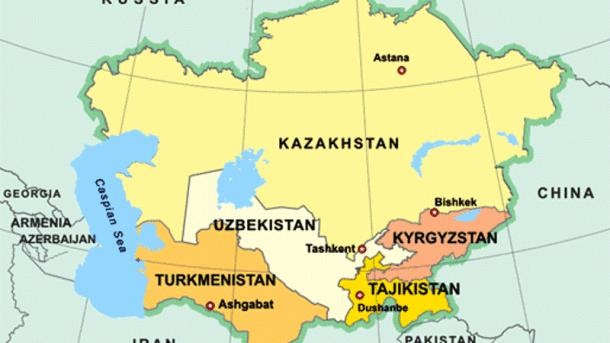 RUSSIA
Astana
KAZAKHSTAN
GEORGIA
Caspian Sea
Bishkek
CHINA
ARMENIA
UZBEKISTAN
KYRGYZSTAN
AZERBAIJAN
Tashkent
TURKMENISTAN
TAJIKISTAN
Ashgabat
Dushanbe
IRAN
PAKISTAN